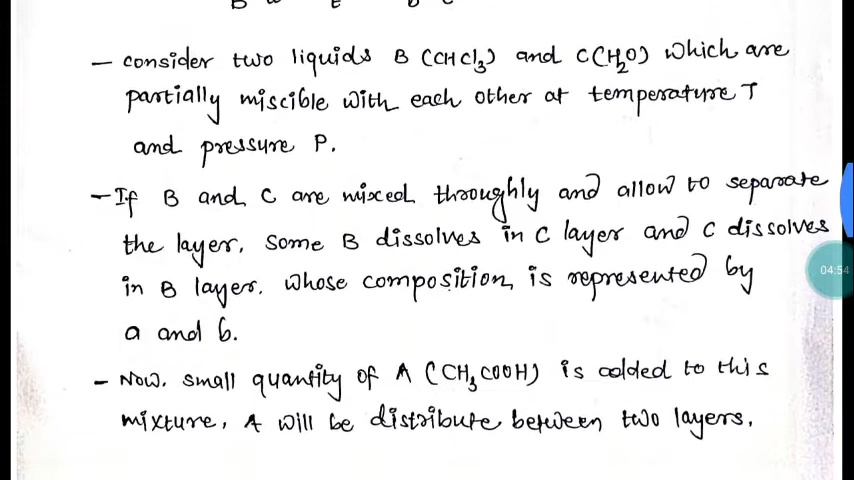 — consider two liquids B (CHCl₃) and C(H₂O) which are
partially miscible with each other at temperature T
and pressure P.
— If B and C are mixed throughly and allow to separate
the layer. Some B dissolves in C layer and C dissolves
in B layer. Whose composition is represented by
a and b.
— Now. small quantity of A (CH₃COOH) is added to this
mixture. A will be distribute between two layers.
04:54